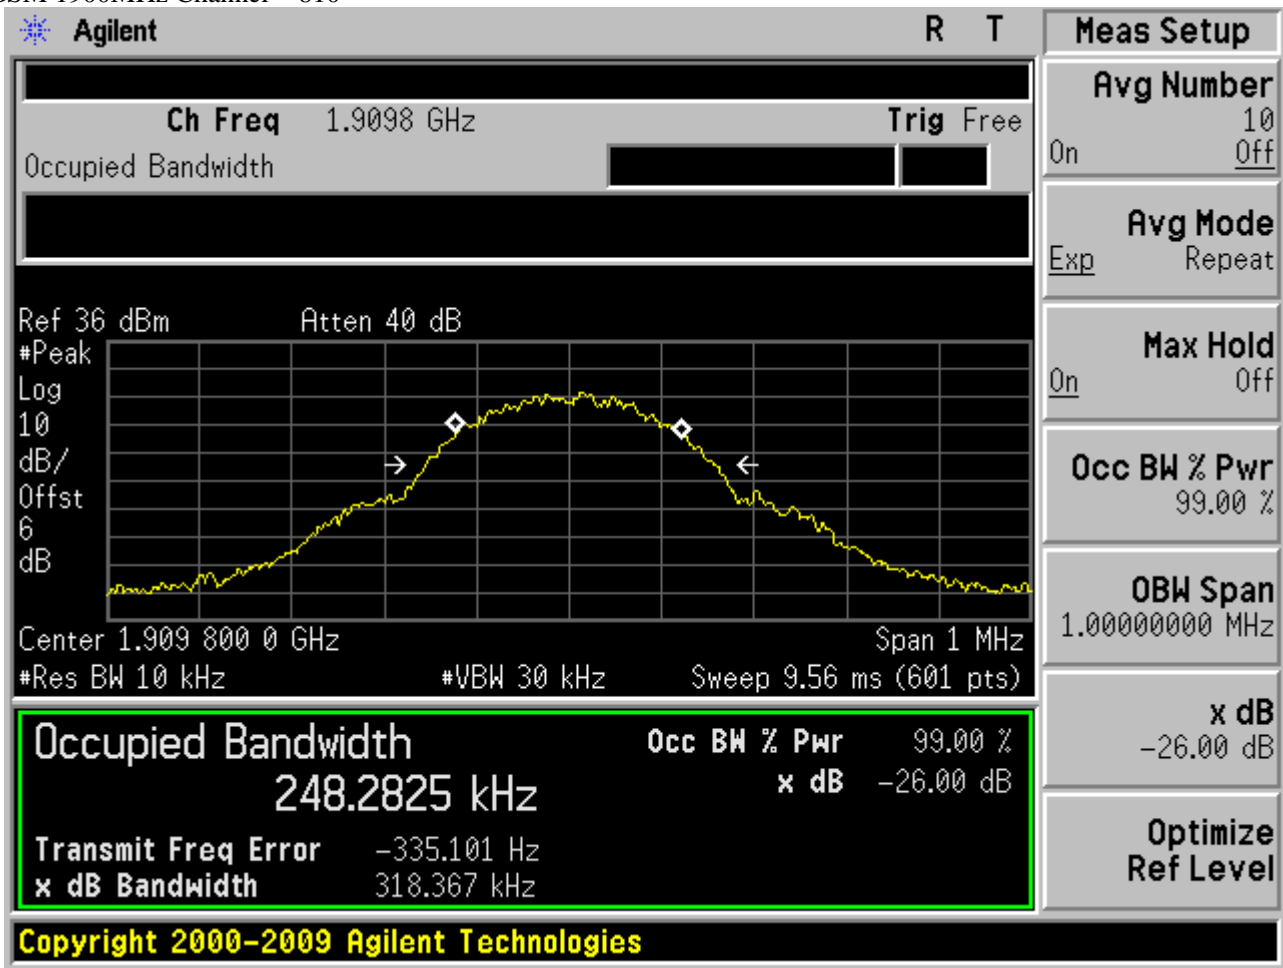 Agilent R T
Meas Setup
Ch Freq 1.9098 GHz Trig Free
Occupied Bandwidth
Avg Number
10
On Off
Avg Mode
Exp Repeat
Max Hold
On Off
Occ BW % Pwr
99.00 %
OBW Span
1.00000000 MHz
x dB
-26.00 dB
Optimize
Ref Level
Ref 36 dBm Atten 40 dB
#Peak
Log
10
dB/
Offst
6
dB
Center 1.909 800 0 GHz Span 1 MHz
#Res BW 10 kHz #VBW 30 kHz Sweep 9.56 ms (601 pts)
Occupied Bandwidth
248.2825 kHz
Occ BW % Pwr 99.00 %
x dB -26.00 dB
Transmit Freq Error -335.101 Hz
x dB Bandwidth 318.367 kHz
Copyright 2000-2009 Agilent Technologies